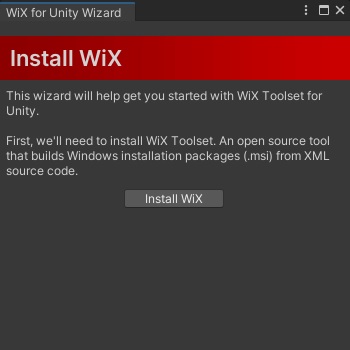 WiX for Unity Wizard
Install WiX
This wizard will help get you started with WiX Toolset for
Unity.
First, we'll need to install WiX Toolset. An open source tool
that builds Windows installation packages (.msi) from XML
source code.
Install WiX